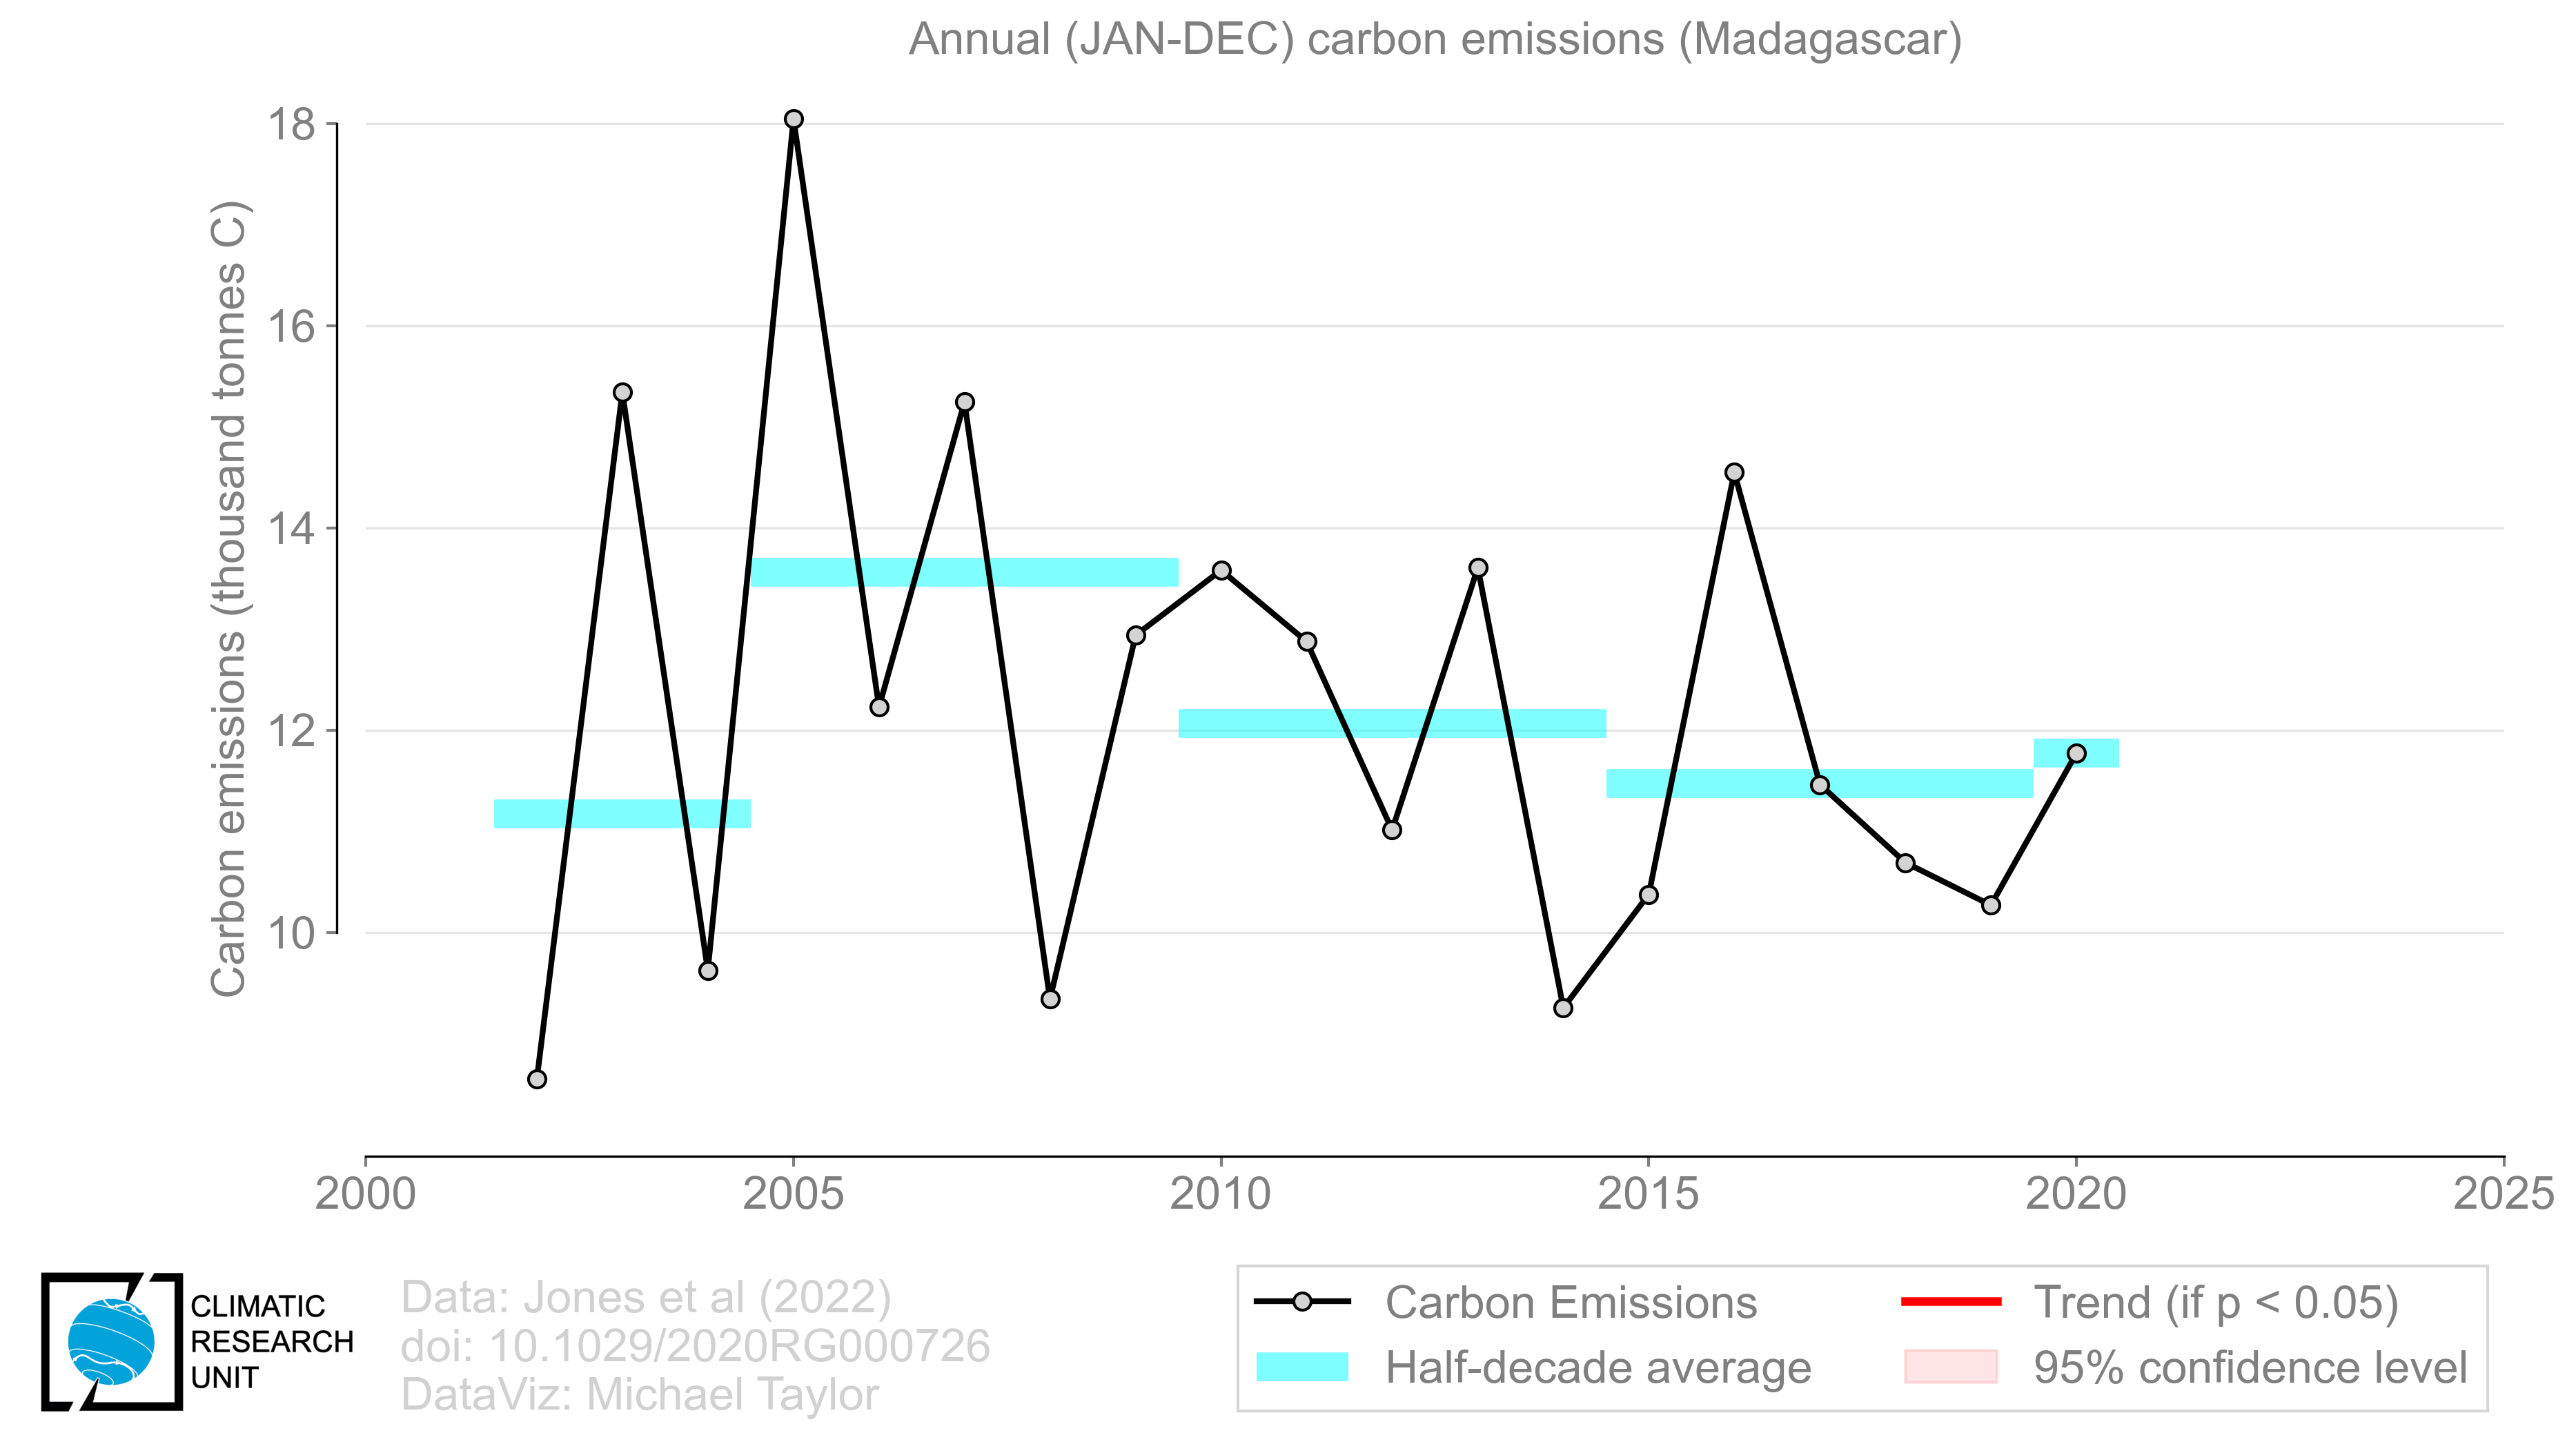 Annual (JAN-DEC) carbon emissions (Madagascar)
Carbon emissions (thousand tonnes C)
18
16
14
12
10
2000 2005 2010 2015 2020 2025
CLIMATIC
RESEARCH
UNIT
Data: Jones et al (2022)
doi: 10.1029/2020RG000726
DataViz: Michael Taylor
Carbon Emissions
Half-decade average
Trend (if p < 0.05)
95% confidence level